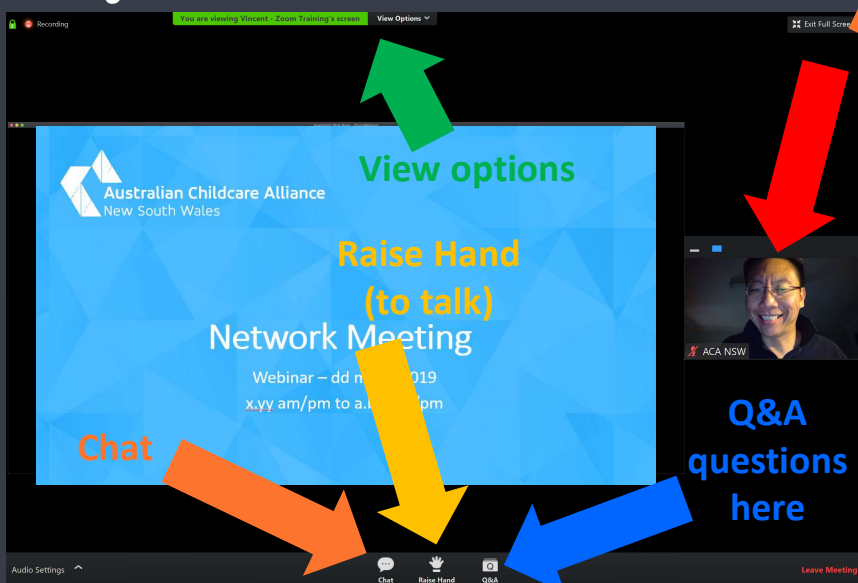 Recording
You are viewing Vincent - Zoom Training's screen
View Options
Exit Full Screen
View options
Australian Childcare Alliance
New South Wales
Raise Hand
(to talk)
Network Meeting
Webinar – dd m 019
x.yy am/pm to a. pm
ACA NSW
Chat
Q&A
questions
here
Audio Settings
Chat
Raise Hand
Q&A
Leave Meeting